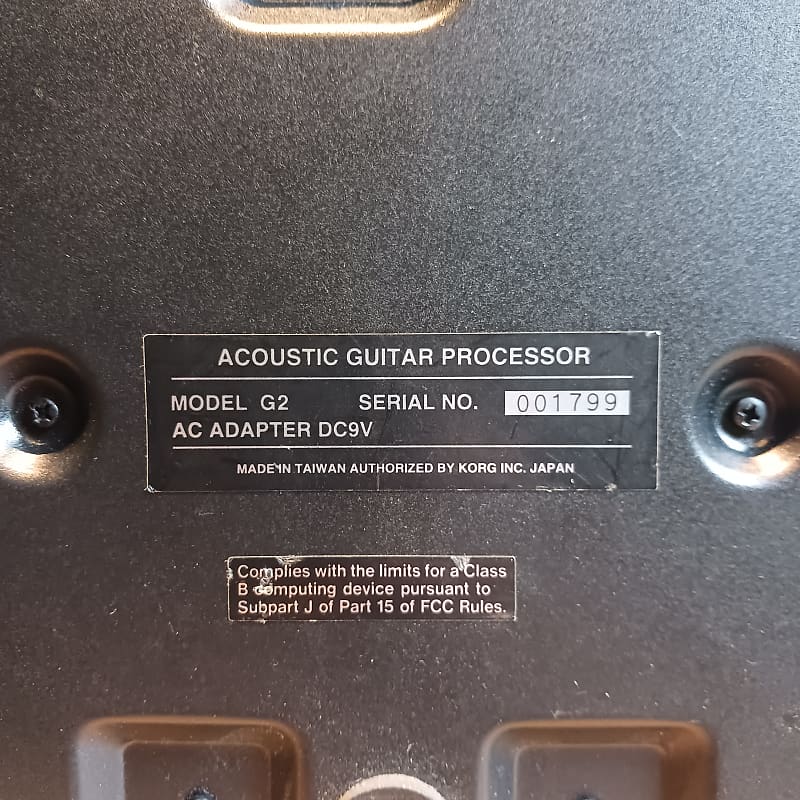 ACOUSTIC GUITAR PROCESSOR
MODEL G2 SERIAL NO. 001799
AC ADAPTER DC9V
MADE IN TAIWAN AUTHORIZED BY KORG INC. JAPAN
Complies with the limits for a Class
B computing device pursuant to
Subpart J of Part 15 of FCC Rules.